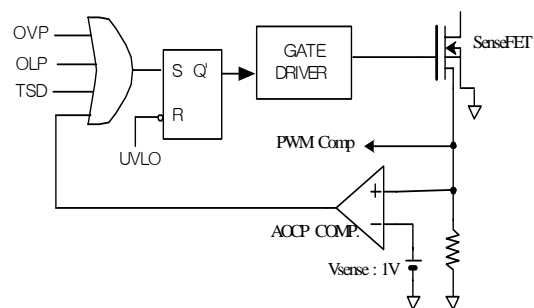 OVP
OLP
TSD
S Q'
R
UVLO
GATE
DRIVER
SenseFET
PWM Comp
+
−
AOCP COMP.
Vsense : 1V